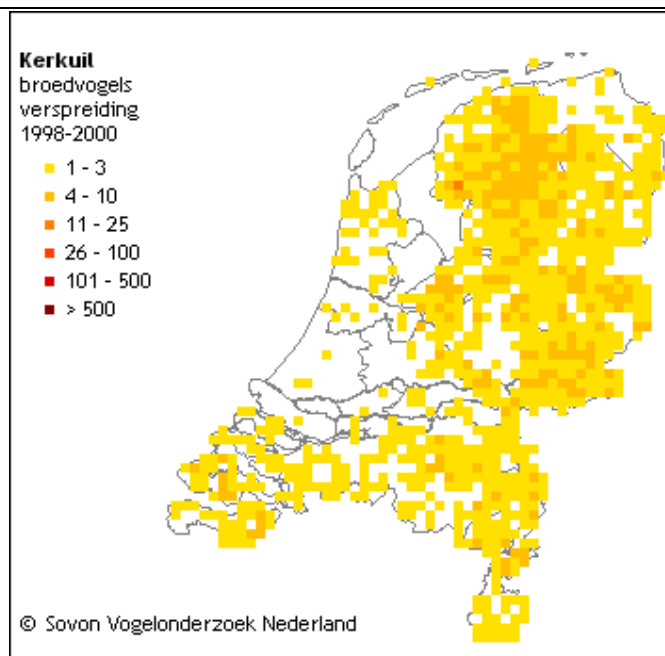 Kerkuil
broedvogels
verspreiding
1998-2000
1 - 3
4 - 10
11 - 25
26 - 100
101 - 500
> 500
© Sovon Vogelonderzoek Nederland